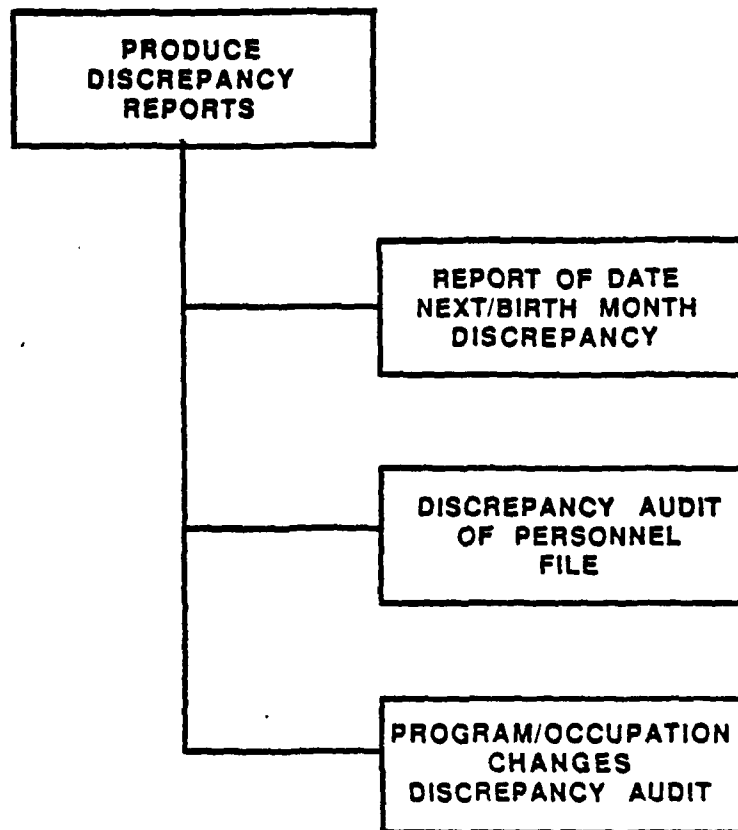 PRODUCE
DISCREPANCY
REPORTS
REPORT OF DATE
NEXT/BIRTH MONTH
DISCREPANCY
DISCREPANCY AUDIT
OF PERSONNEL
FILE
PROGRAM/OCCUPATION
CHANGES
DISCREPANCY AUDIT